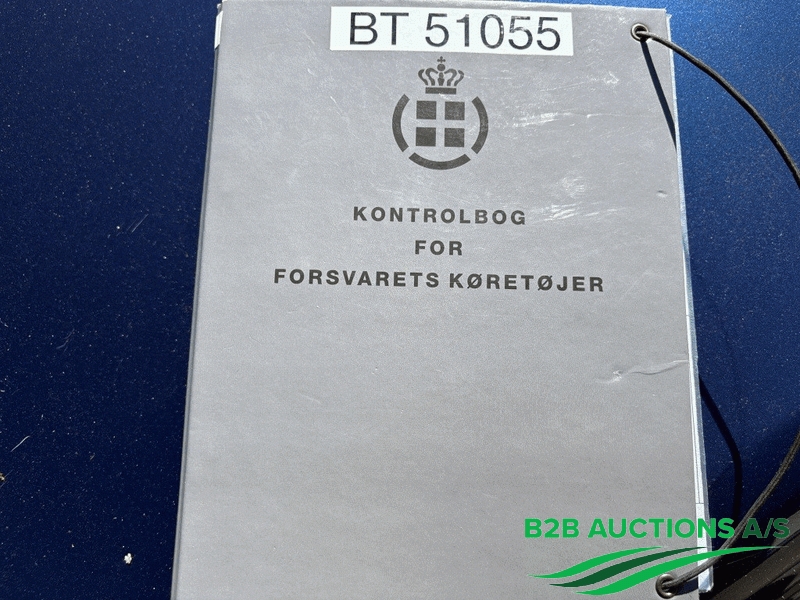 BT 51055
KONTROLBOG
FOR
FORSVARETS KØRETØJER
B2B AUCTIONS A/S